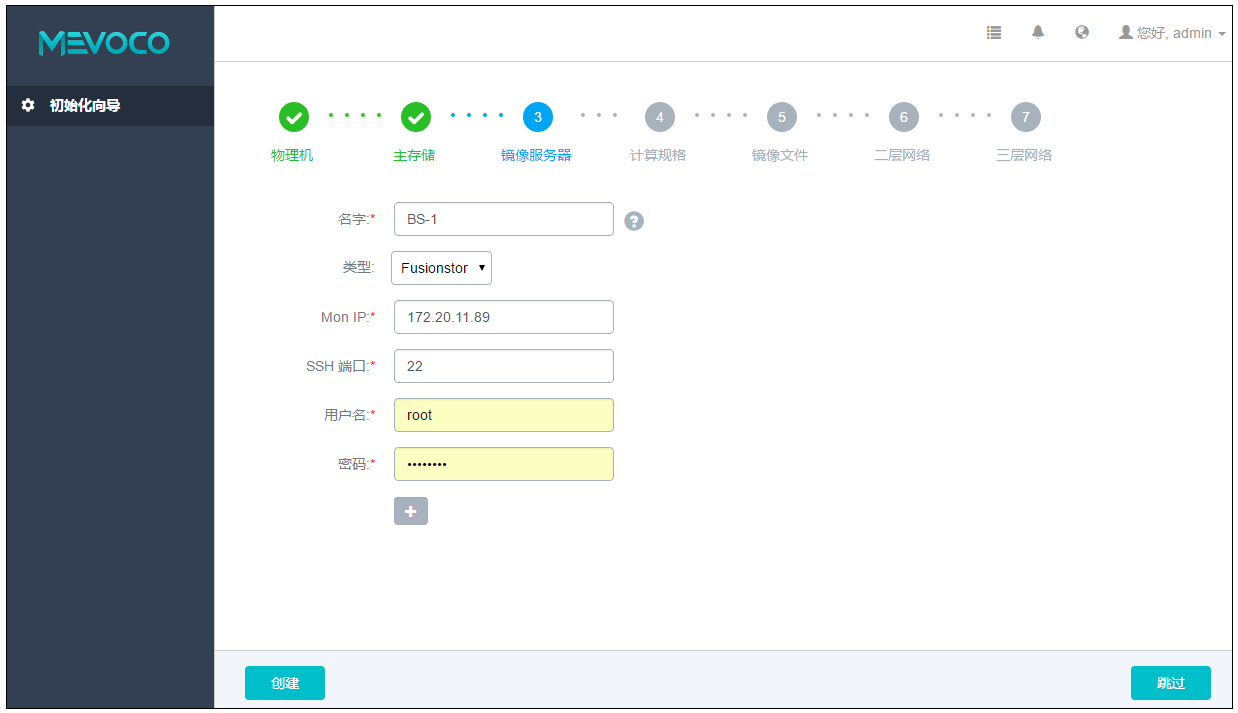 MEVOCO
您好, admin
初始化向导
3 4 5 6 7
物理机 主存储 镜像服务器 计算规格 镜像文件 二层网络 三层网络
名字:* BS-1 ?
类型: Fusionstor
Mon IP:* 172.20.11.89
SSH 端口:* 22
用户名:* root
密码:* ••••••••
+
创建 跳过